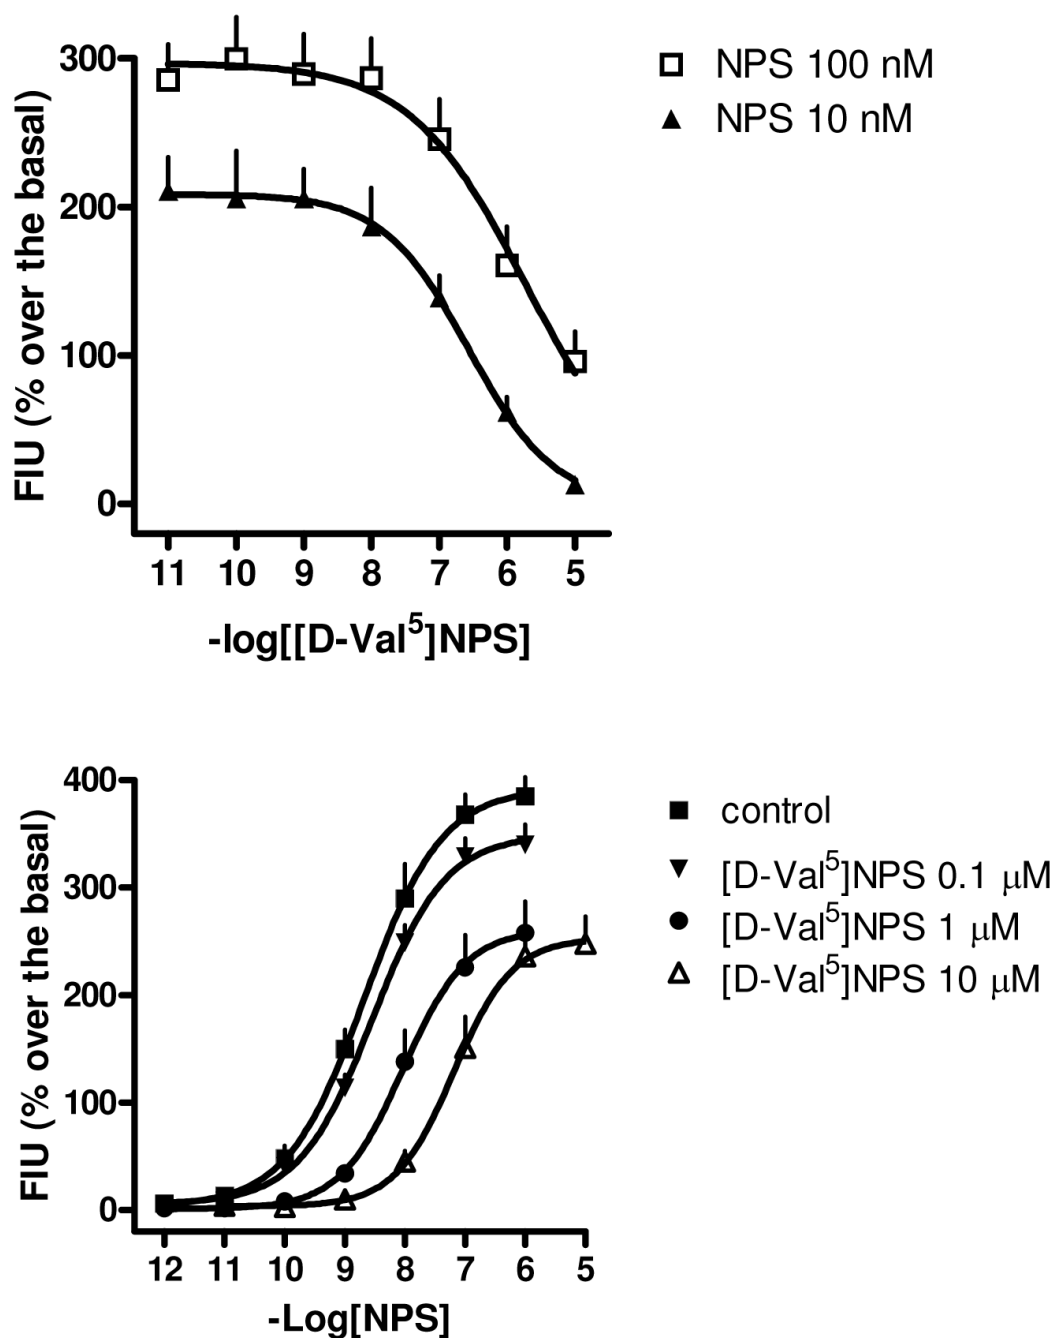 FIU (% over the basal)
300
200
100
0
11 10 9 8 7 6 5
-log[[D-Val⁵]NPS]
NPS 100 nM
NPS 10 nM
FIU (% over the basal)
400
300
200
100
0
12 11 10 9 8 7 6 5
-Log[NPS]
control
[D-Val⁵]NPS 0.1 μM
[D-Val⁵]NPS 1 μM
[D-Val⁵]NPS 10 μM